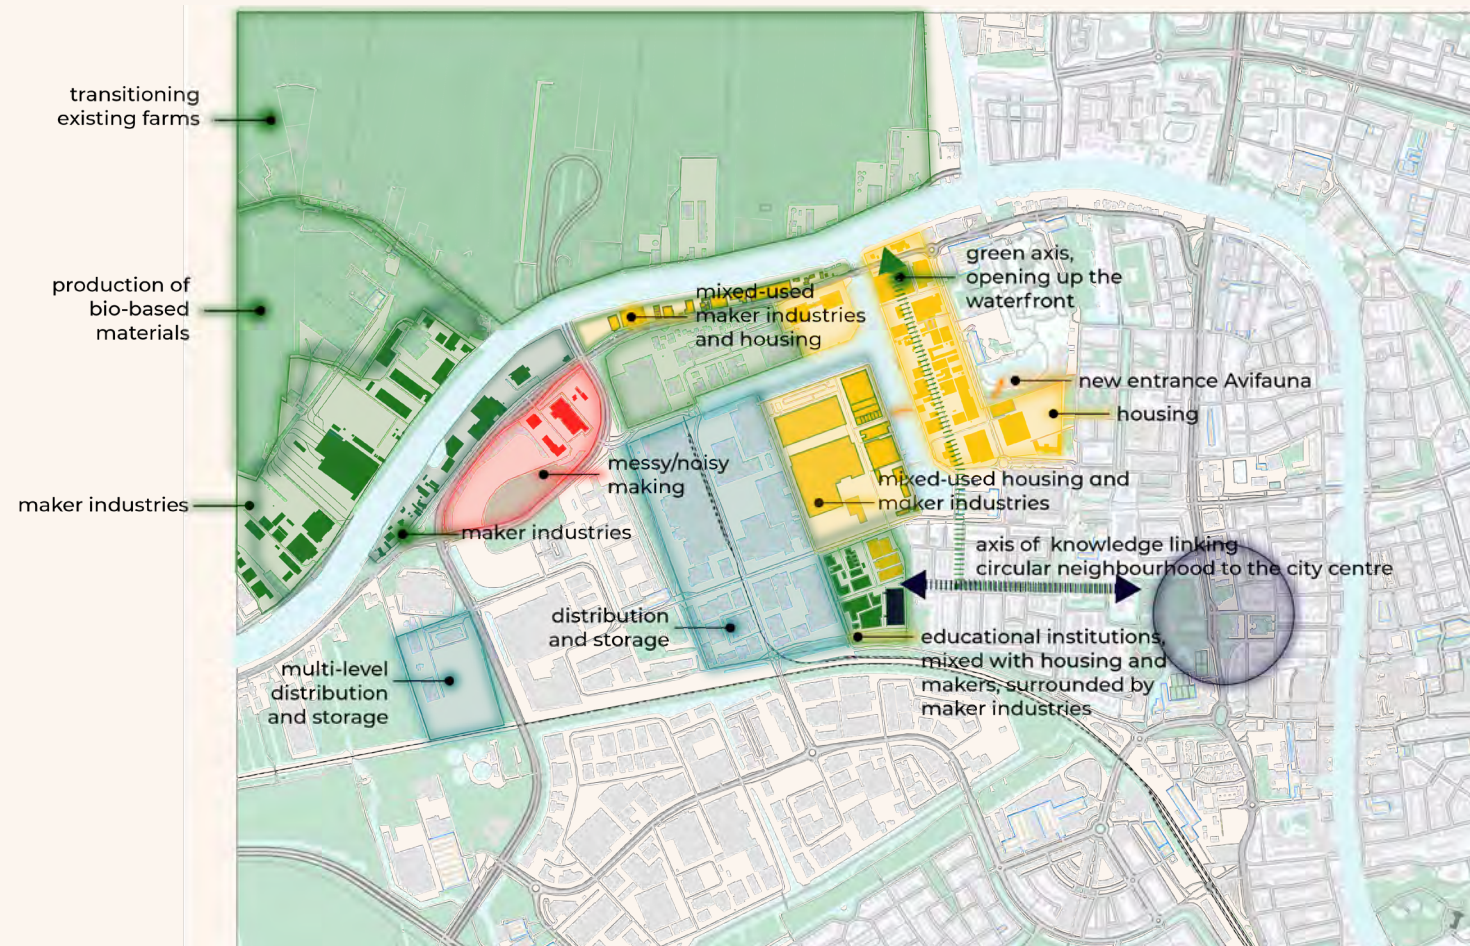 transitioning
existing farms
production of
bio-based
materials
maker industries
multi-level
distribution
and storage
distribution
and storage
maker industries
messy/noisy
making
mixed-used
maker industries
and housing
green axis,
opening up the
waterfront
new entrance Avifauna
housing
mixed-used housing and
maker industries
axis of knowledge linking
circular neighbourhood to the city centre
educational institutions,
mixed with housing and
makers, surrounded by
maker industries